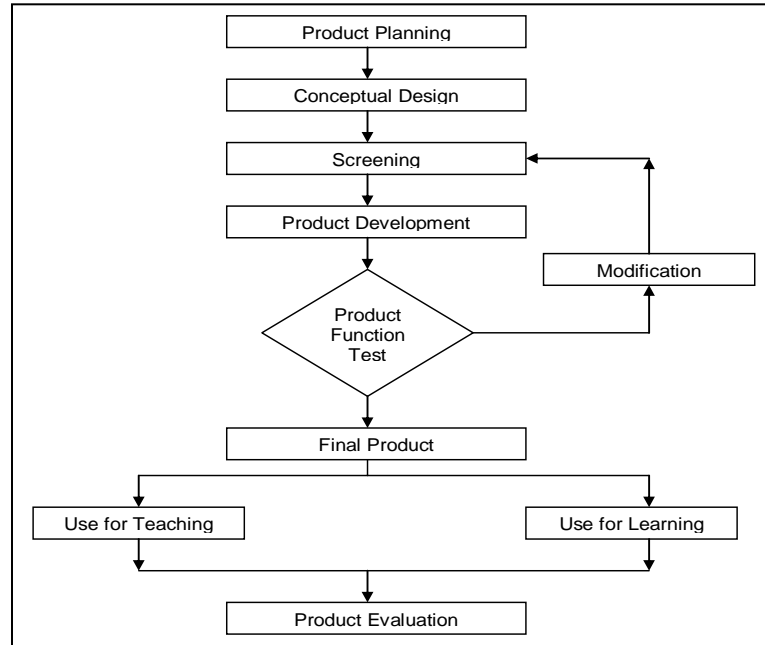 Product Planning
Conceptual Design
Screening
Product Development
Modification
Product
Function
Test
Final Product
Use for Teaching
Use for Learning
Product Evaluation